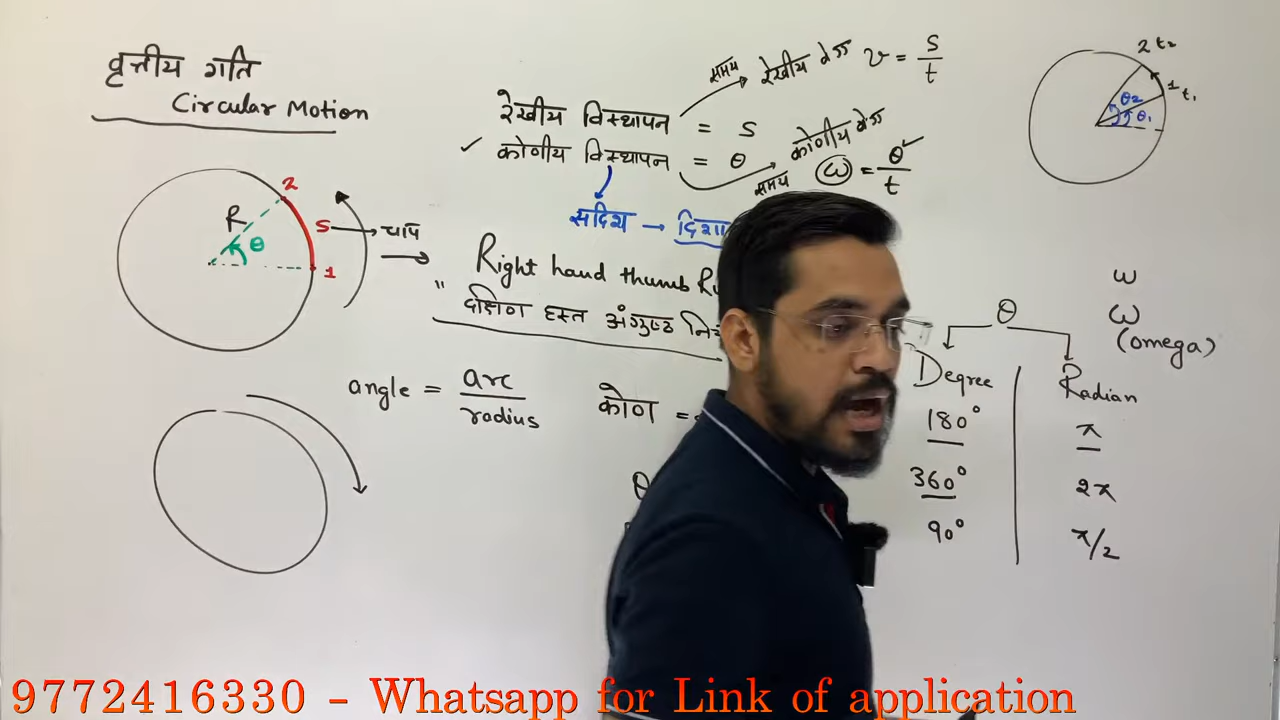 वृत्तीय गति
Circular Motion
रेखीय विस्थापन = s
समय रेखीय वेग v = s/t
✓ कोणीय विस्थापन = θ
समय कोणीय वेग ω = θ/t ✓
सदिश → दिशा
2 t₂
1 t₁
θ₂
θ₁
2
R
θ
S → चाप
1
Right hand thumb
" दक्षिण हस्त अंगुष्ठ
angle = arc/radius
कोण =
θ
ω
ω
(omega)
θ
Degree Radian
180° π
360° 2π
90° π/2
9772416330 - Whatsapp for Link of application